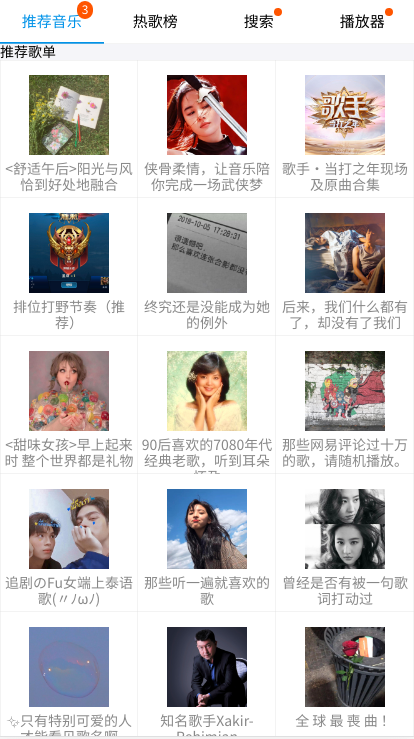 推荐音乐 3 热歌榜 搜索 播放器
推荐歌单
歌手
当打之年
2018-10-05 17:28:31
很遗憾吧,
<舒适午后>阳光与风
恰到好处地融合
侠骨柔情，让音乐陪
你完成一场武侠梦
歌手·当打之年现场
及原曲合集
排位打野节奏（推
荐）
终究还是没能成为她
的例外
后来，我们什么都有
了，却没有了我们
<甜味女孩>早上起来
时 整个世界都是礼物
90后喜欢的7080年代
经典老歌，听到耳朵
那些网易评论过十万
的歌，请随机播放。
追剧のFu女端上泰语
歌(〃ﾉωﾉ)
那些听一遍就喜欢的
歌
曾经是否有被一句歌
词打动过
✧只有特别可爱的人
才能看见歌名啊
知名歌手Xakir-
Rahimjan
全 球 最 喪 曲 ！